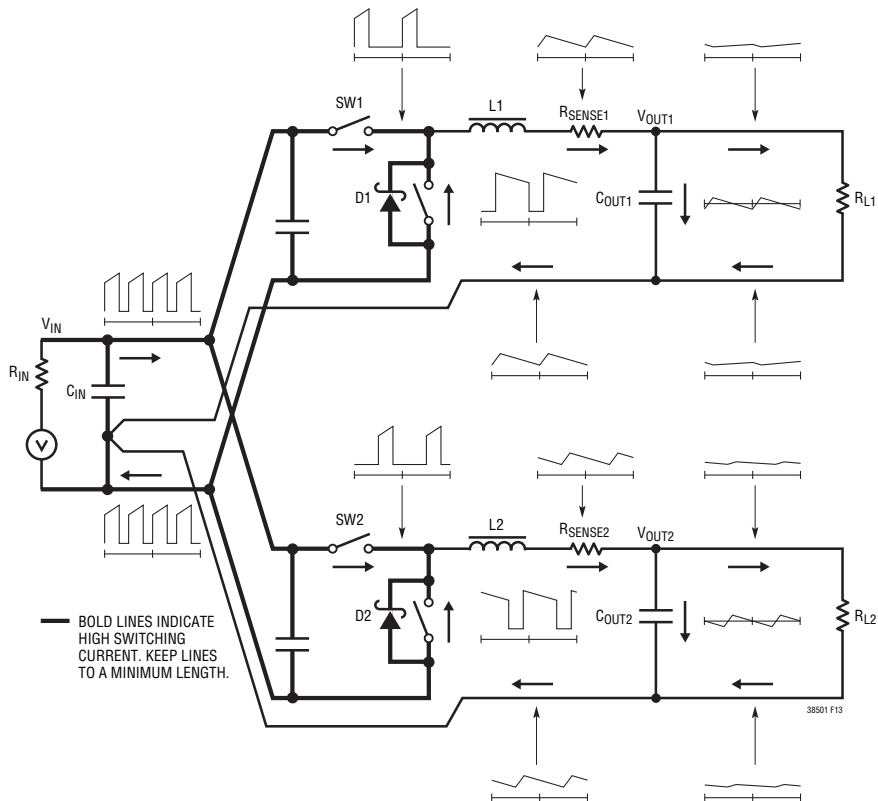 SW1
L1
RSENSE1
VOUT1
D1
COUT1
RL1
VIN
RIN
CIN
V
SW2
L2
RSENSE2
VOUT2
D2
COUT2
RL2
BOLD LINES INDICATE
HIGH SWITCHING
CURRENT. KEEP LINES
TO A MINIMUM LENGTH.
38501 F13